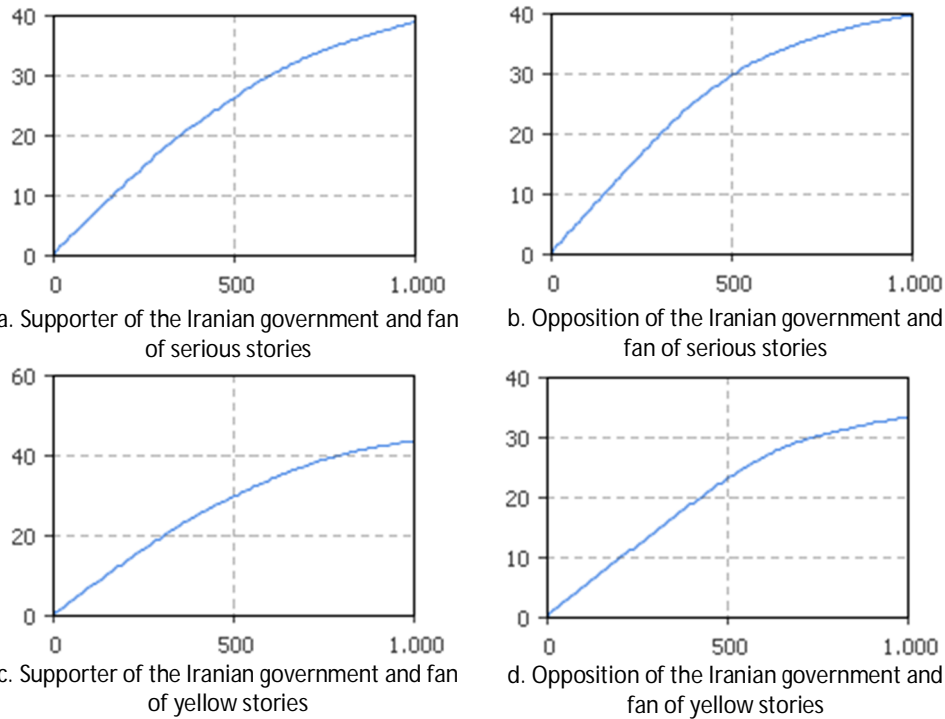 40
30
20
10
0
0 500 1.000
a. Supporter of the Iranian government and fan
of serious stories
40
30
20
10
0
0 500 1.000
b. Opposition of the Iranian government and
fan of serious stories
60
40
20
0
0 500 1.000
c. Supporter of the Iranian government and fan
of yellow stories
40
30
20
10
0
0 500 1.000
d. Opposition of the Iranian government and
fan of yellow stories